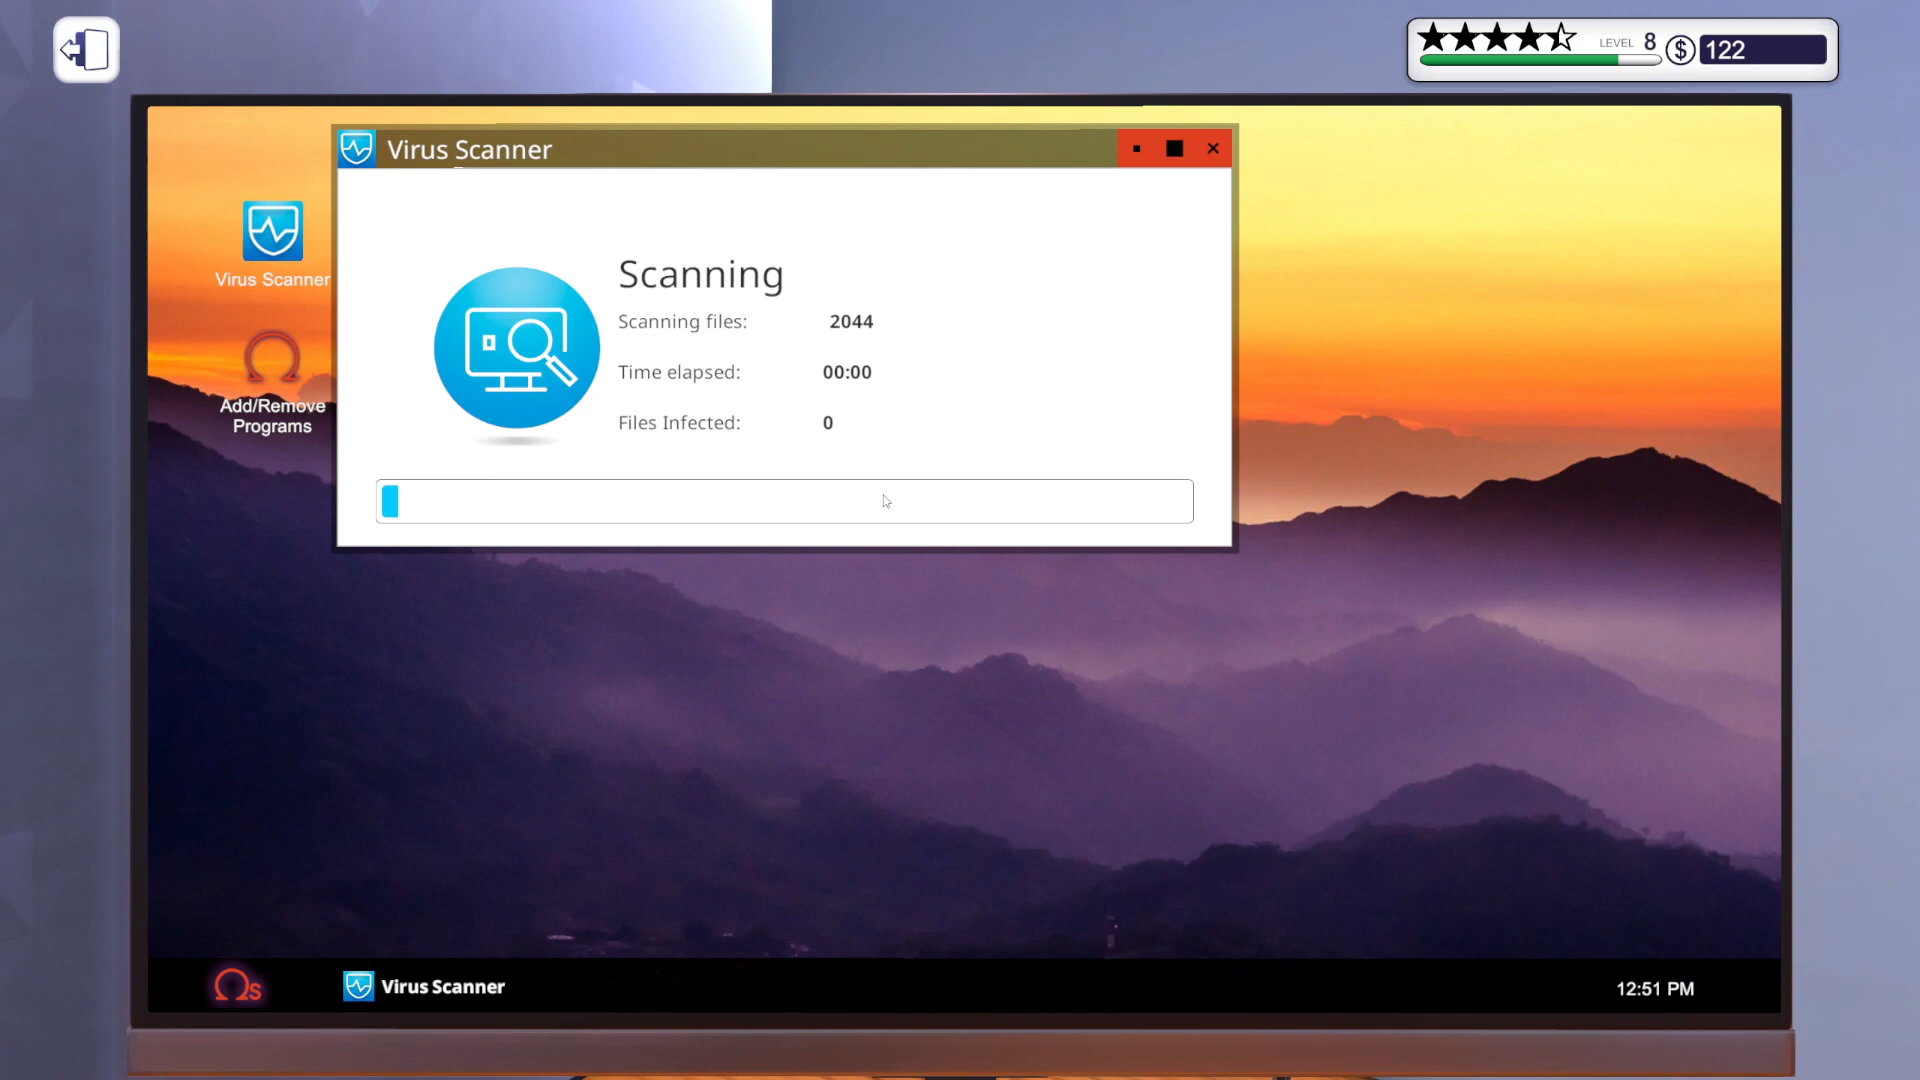 LEVEL 8
$ 122
Virus Scanner
Virus Scanner
Add/Remove
Programs
Scanning
Scanning files: 2044
Time elapsed: 00:00
Files Infected: 0
Ωs
Virus Scanner
12:51 PM